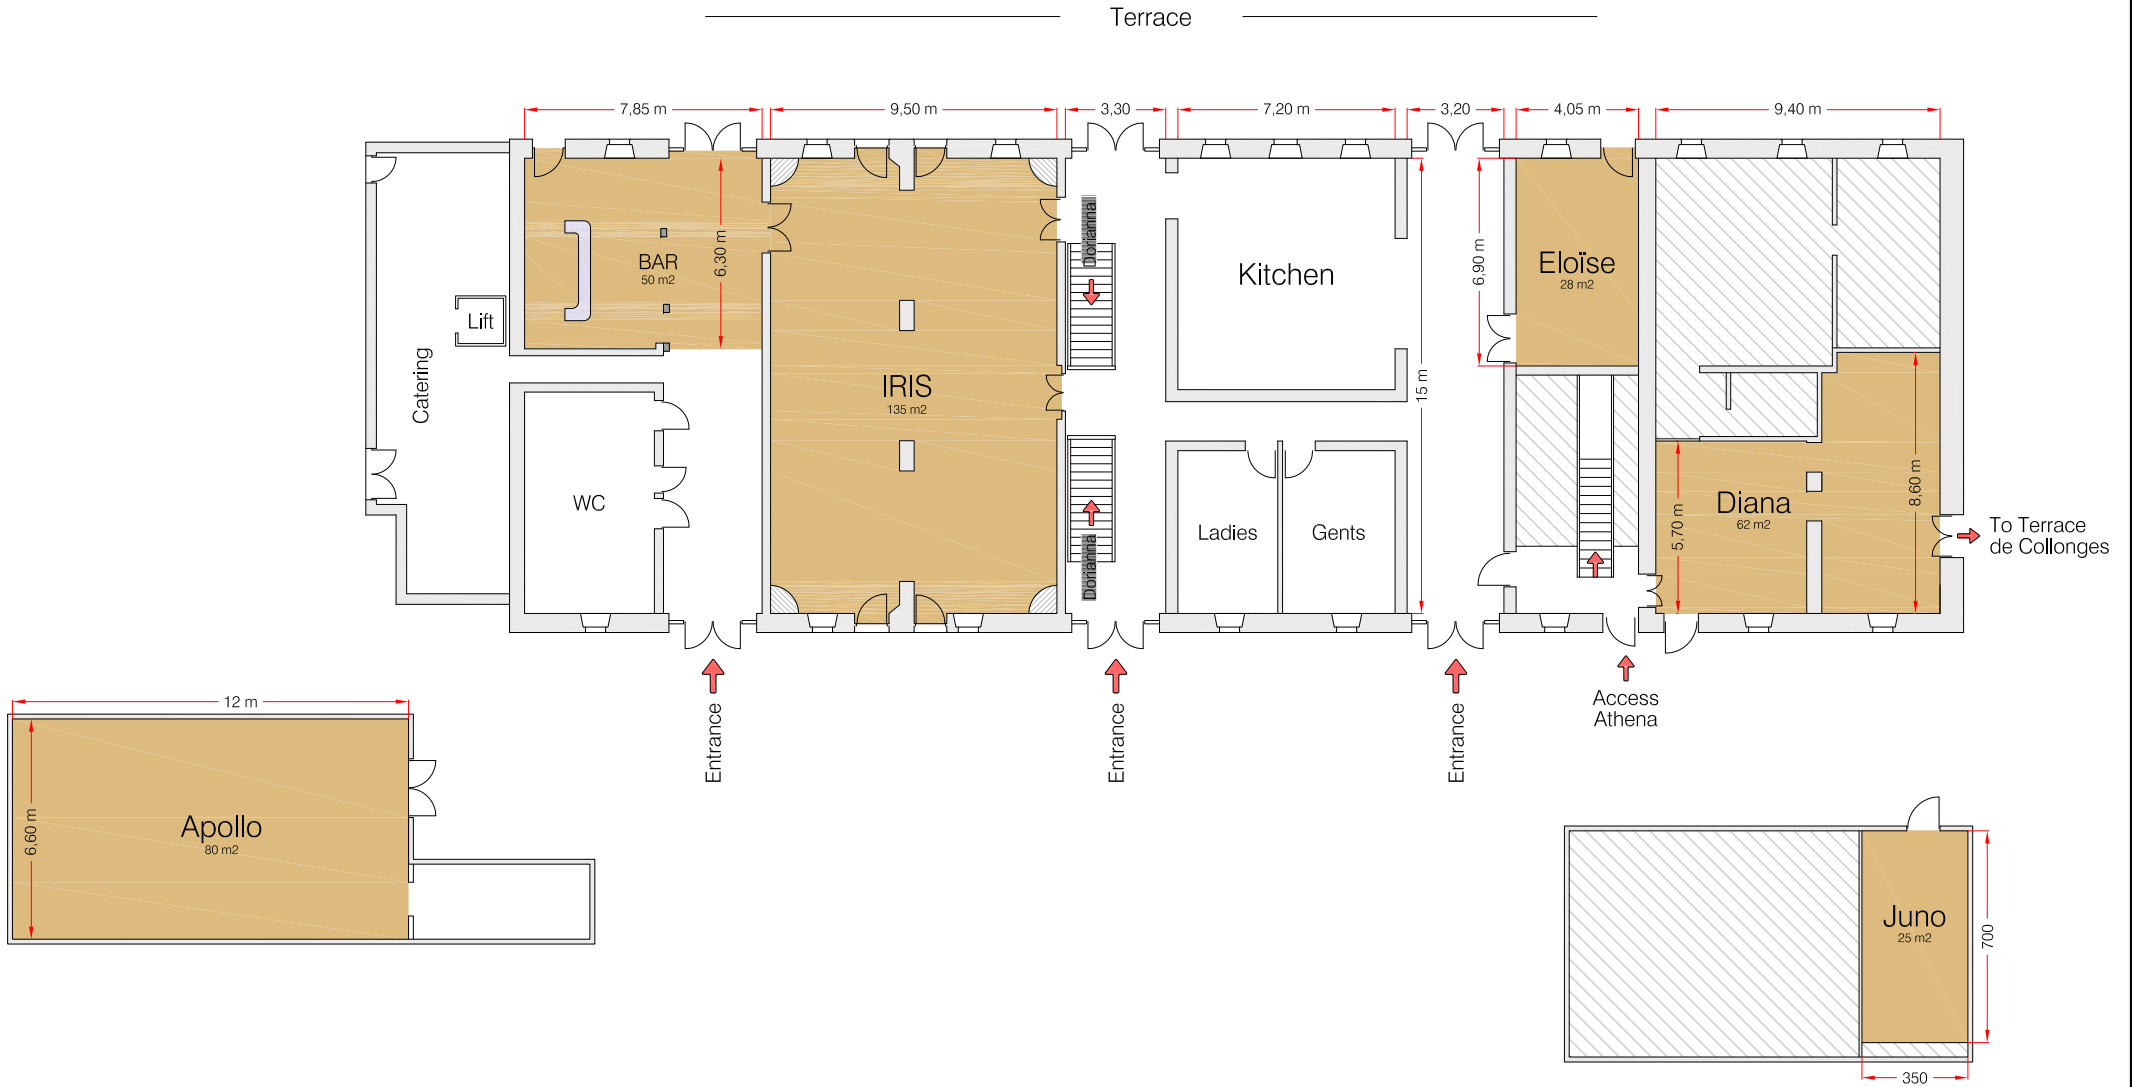 Terrace
7,85 m
9,50 m
3,30
7,20 m
3,20
4,05 m
9,40 m
BAR
50 m2
6,30 m
Lift
Catering
WC
IRIS
135 m2
Dorianna
Dorianna
Kitchen
Ladies
Gents
15 m
6,90 m
Eloïse
28 m2
Diana
62 m2
5,70 m
8,60 m
To Terrace
de Collonges
Entrance
Entrance
Entrance
Access
Athena
12 m
6,60 m
Apollo
80 m2
Juno
25 m2
700
350